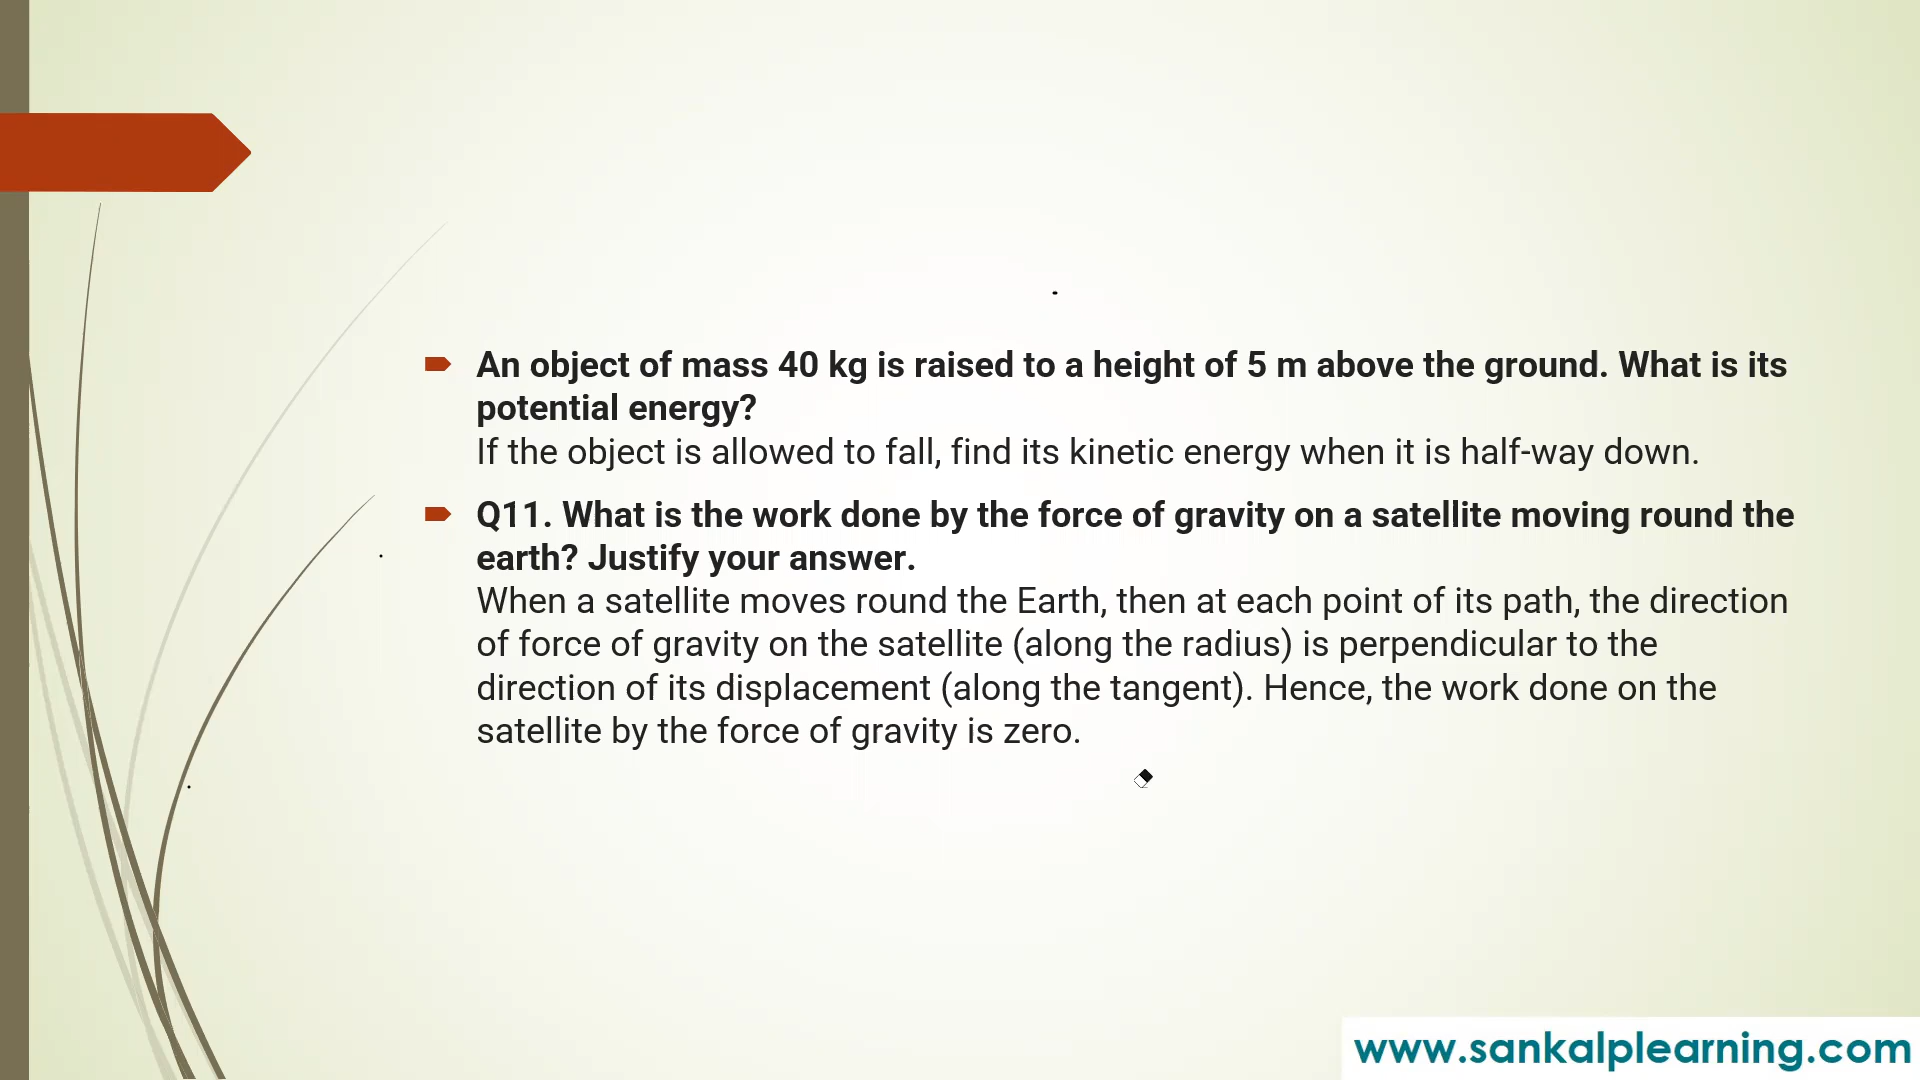 An object of mass 40 kg is raised to a height of 5 m above the ground. What is its
potential energy?
If the object is allowed to fall, find its kinetic energy when it is half-way down.
Q11. What is the work done by the force of gravity on a satellite moving round the
earth? Justify your answer.
When a satellite moves round the Earth, then at each point of its path, the direction
of force of gravity on the satellite (along the radius) is perpendicular to the
direction of its displacement (along the tangent). Hence, the work done on the
satellite by the force of gravity is zero.
www.sankalplearning.com